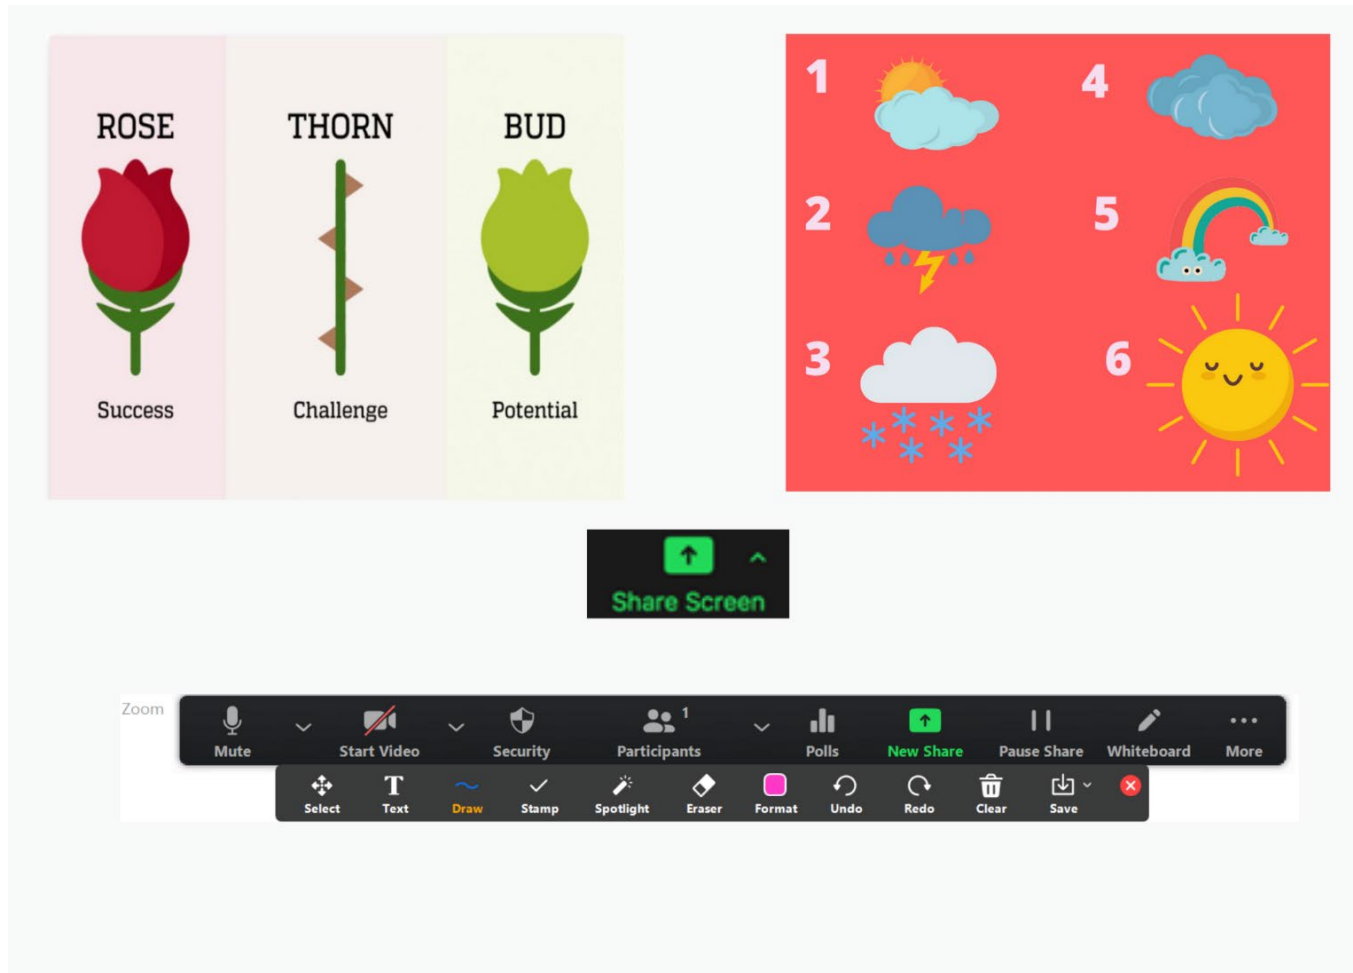 ROSE THORN BUD
Success Challenge Potential
1 4
2 5
3 6
Share Screen
Zoom
1
Mute Start Video Security Participants Polls New Share Pause Share Whiteboard More
Select Text Draw Stamp Spotlight Eraser Format Undo Redo Clear Save